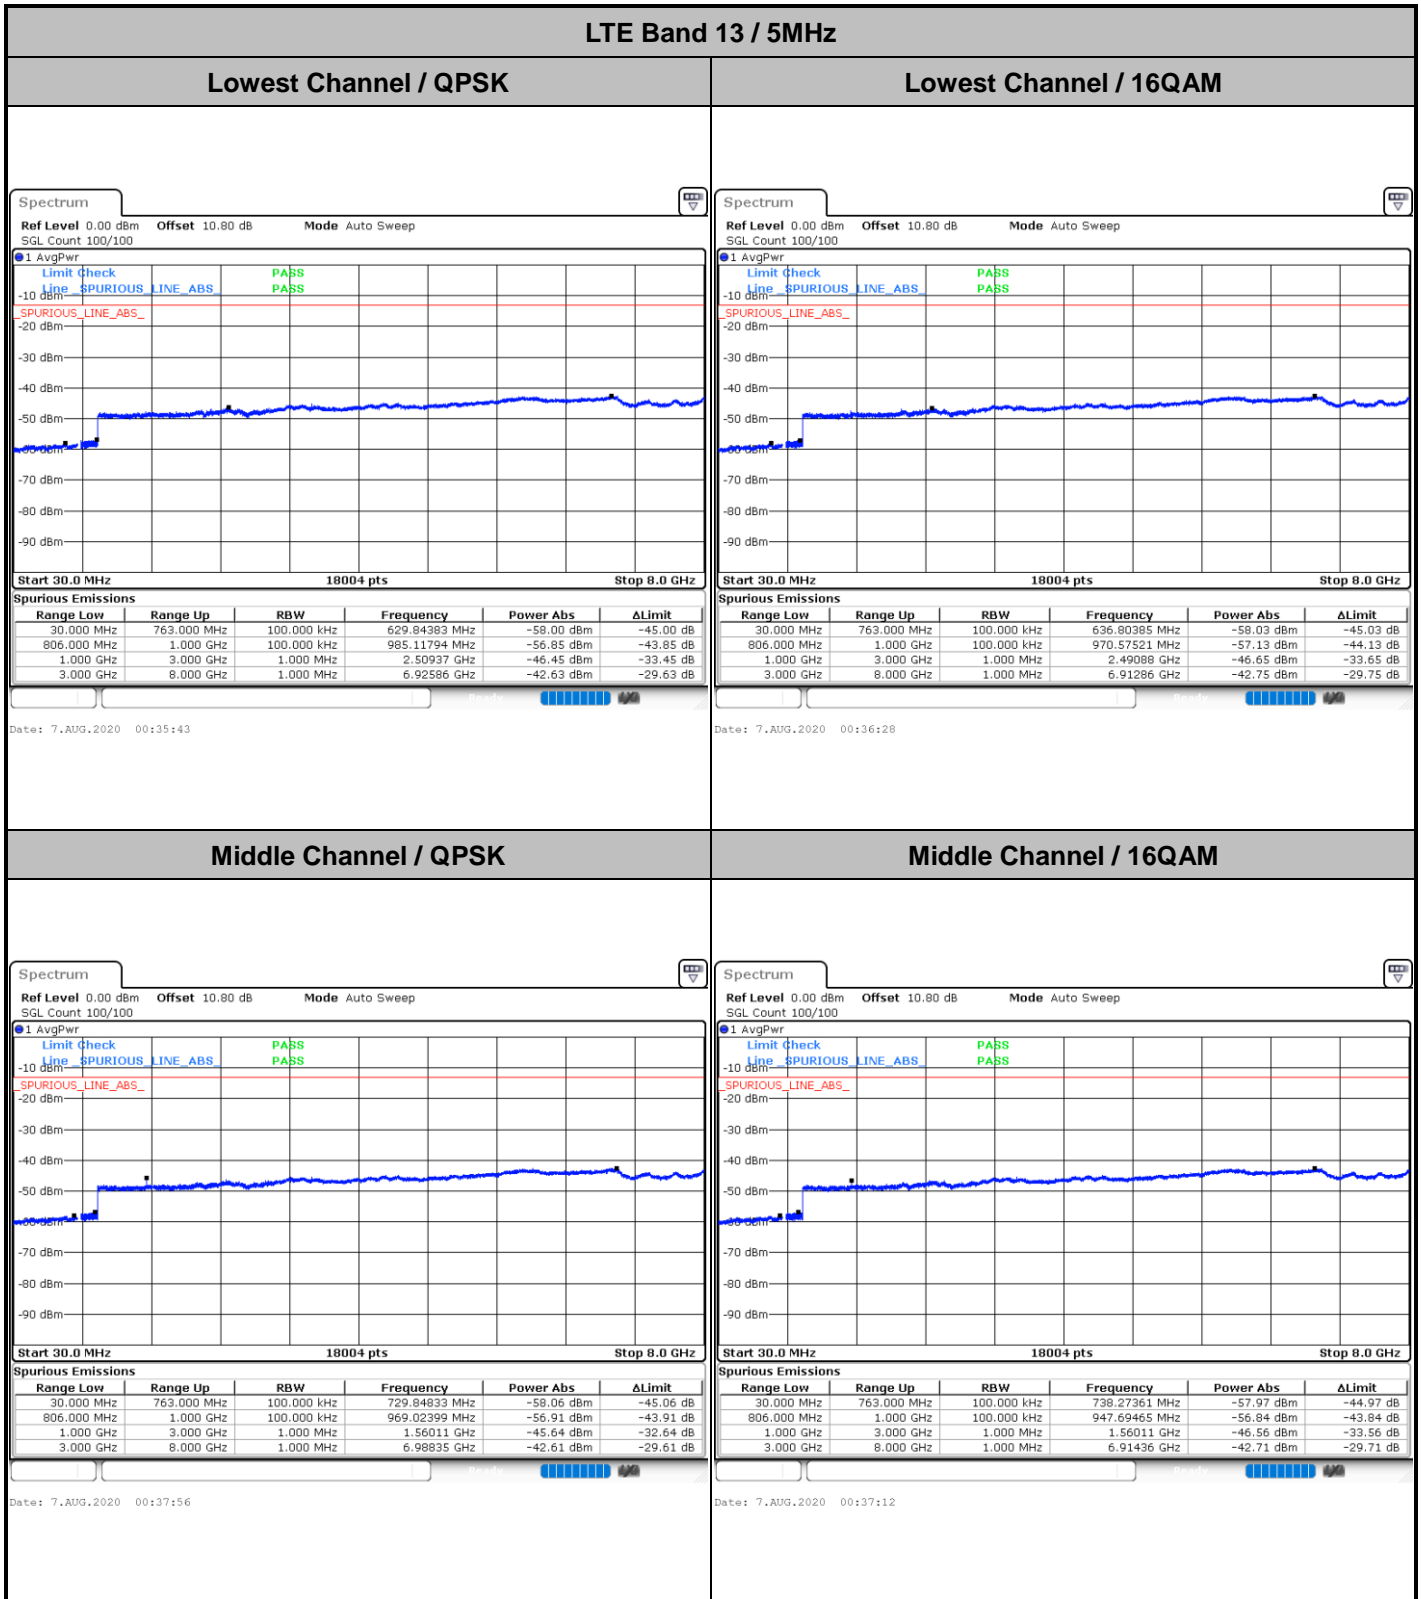 LTE Band 13 / 5MHz
Lowest Channel / QPSK
Lowest Channel / 16QAM
Spectrum
Ref Level 0.00 dBm Offset 10.80 dB Mode Auto Sweep
SGL Count 100/100
1 AvgPwr
Limit Check PASS
Line _SPURIOUS_LINE_ABS_ PASS
-10 dBm
_SPURIOUS_LINE_ABS_
-20 dBm
-30 dBm
-40 dBm
-50 dBm
-60 dBm
-70 dBm
-80 dBm
-90 dBm
Start 30.0 MHz 18004 pts Stop 8.0 GHz
Spurious Emissions
Range Low Range Up RBW Frequency Power Abs ΔLimit
30.000 MHz 763.000 MHz 100.000 kHz 629.84383 MHz -58.00 dBm -45.00 dB
806.000 MHz 1.000 GHz 100.000 kHz 985.11794 MHz -56.85 dBm -43.85 dB
1.000 GHz 3.000 GHz 1.000 MHz 2.50937 GHz -46.45 dBm -33.45 dB
3.000 GHz 8.000 GHz 1.000 MHz 6.92586 GHz -42.63 dBm -29.63 dB
Ready
Date: 7.AUG.2020 00:35:43
Spectrum
Ref Level 0.00 dBm Offset 10.80 dB Mode Auto Sweep
SGL Count 100/100
1 AvgPwr
Limit Check PASS
Line _SPURIOUS_LINE_ABS_ PASS
-10 dBm
_SPURIOUS_LINE_ABS_
-20 dBm
-30 dBm
-40 dBm
-50 dBm
-60 dBm
-70 dBm
-80 dBm
-90 dBm
Start 30.0 MHz 18004 pts Stop 8.0 GHz
Spurious Emissions
Range Low Range Up RBW Frequency Power Abs ΔLimit
30.000 MHz 763.000 MHz 100.000 kHz 636.80385 MHz -58.03 dBm -45.03 dB
806.000 MHz 1.000 GHz 100.000 kHz 970.57521 MHz -57.13 dBm -44.13 dB
1.000 GHz 3.000 GHz 1.000 MHz 2.49088 GHz -46.65 dBm -33.65 dB
3.000 GHz 8.000 GHz 1.000 MHz 6.91286 GHz -42.75 dBm -29.75 dB
Ready
Date: 7.AUG.2020 00:36:28
Middle Channel / QPSK
Middle Channel / 16QAM
Spectrum
Ref Level 0.00 dBm Offset 10.80 dB Mode Auto Sweep
SGL Count 100/100
1 AvgPwr
Limit Check PASS
Line _SPURIOUS_LINE_ABS_ PASS
-10 dBm
_SPURIOUS_LINE_ABS_
-20 dBm
-30 dBm
-40 dBm
-50 dBm
-60 dBm
-70 dBm
-80 dBm
-90 dBm
Start 30.0 MHz 18004 pts Stop 8.0 GHz
Spurious Emissions
Range Low Range Up RBW Frequency Power Abs ΔLimit
30.000 MHz 763.000 MHz 100.000 kHz 729.84833 MHz -58.06 dBm -45.06 dB
806.000 MHz 1.000 GHz 100.000 kHz 969.02399 MHz -56.91 dBm -43.91 dB
1.000 GHz 3.000 GHz 1.000 MHz 1.56011 GHz -45.64 dBm -32.64 dB
3.000 GHz 8.000 GHz 1.000 MHz 6.98835 GHz -42.61 dBm -29.61 dB
Ready
Date: 7.AUG.2020 00:37:56
Spectrum
Ref Level 0.00 dBm Offset 10.80 dB Mode Auto Sweep
SGL Count 100/100
1 AvgPwr
Limit Check PASS
Line _SPURIOUS_LINE_ABS_ PASS
-10 dBm
_SPURIOUS_LINE_ABS_
-20 dBm
-30 dBm
-40 dBm
-50 dBm
-60 dBm
-70 dBm
-80 dBm
-90 dBm
Start 30.0 MHz 18004 pts Stop 8.0 GHz
Spurious Emissions
Range Low Range Up RBW Frequency Power Abs ΔLimit
30.000 MHz 763.000 MHz 100.000 kHz 738.27361 MHz -57.97 dBm -44.97 dB
806.000 MHz 1.000 GHz 100.000 kHz 947.69465 MHz -56.84 dBm -43.84 dB
1.000 GHz 3.000 GHz 1.000 MHz 1.56011 GHz -46.56 dBm -33.56 dB
3.000 GHz 8.000 GHz 1.000 MHz 6.91436 GHz -42.71 dBm -29.71 dB
Ready
Date: 7.AUG.2020 00:37:12